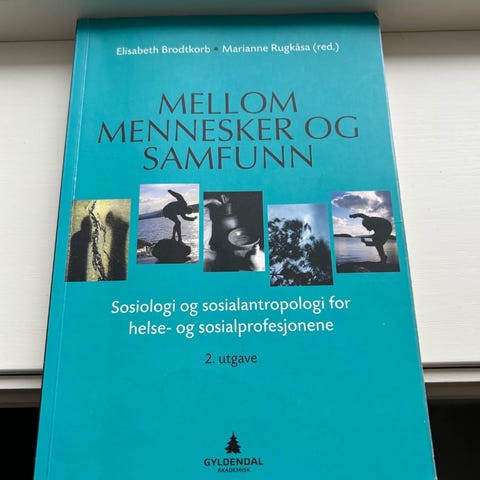 Elisabeth Brodtkorb • Marianne Rugkåsa (red.)
MELLOM
MENNESKER OG
SAMFUNN
Sosiologi og sosialantropologi for
helse- og sosialprofesjonene
2. utgave
GYLDENDAL
AKADEMISK